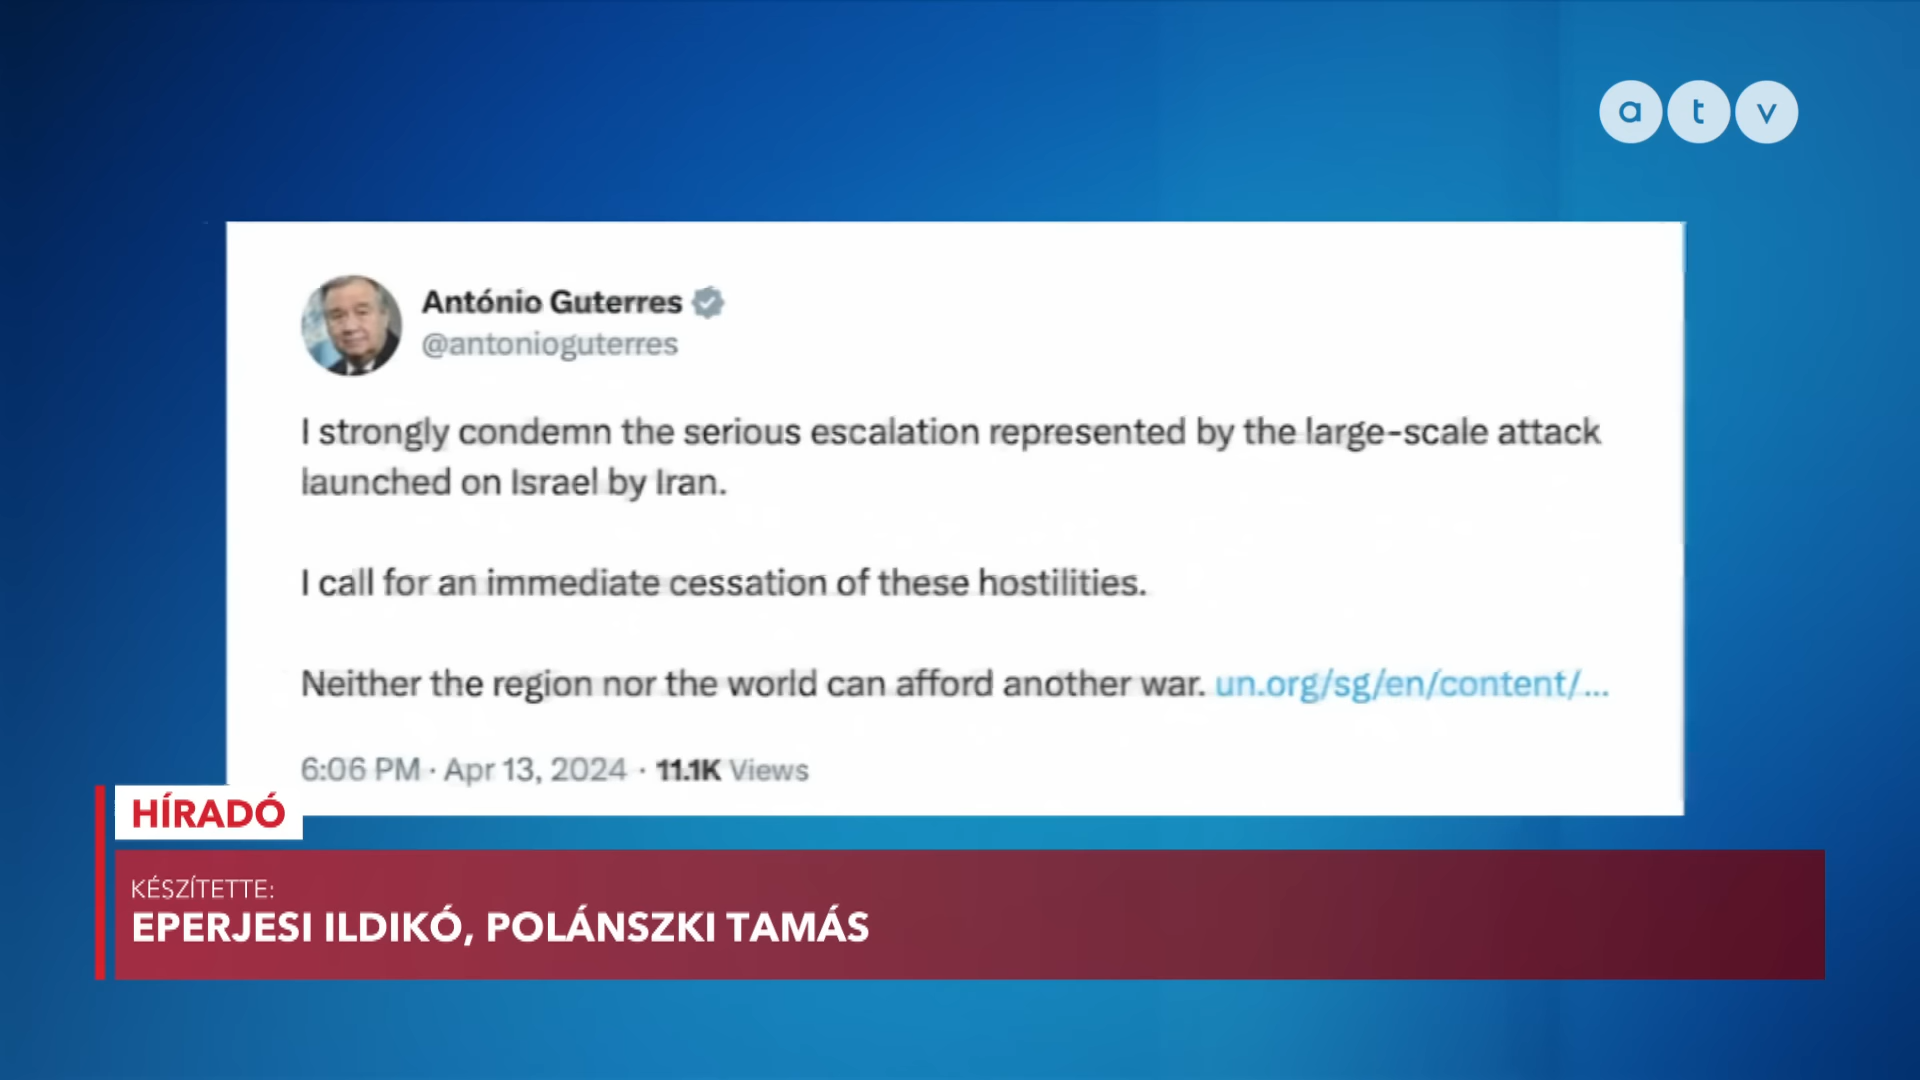 a t v
António Guterres
@antonioguterres
I strongly condemn the serious escalation represented by the large-scale attack
launched on Israel by Iran.
I call for an immediate cessation of these hostilities.
Neither the region nor the world can afford another war. un.org/sg/en/content/...
6:06 PM · Apr 13, 2024 · 11.1K Views
HÍRADÓ
KÉSZÍTETTE:
EPERJESI ILDIKÓ, POLÁNSZKI TAMÁS